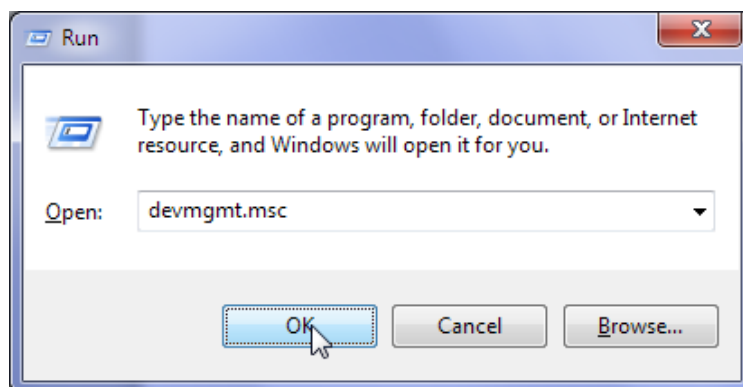 Run
Type the name of a program, folder, document, or Internet
resource, and Windows will open it for you.
Open: devmgmt.msc
OK Cancel Browse...